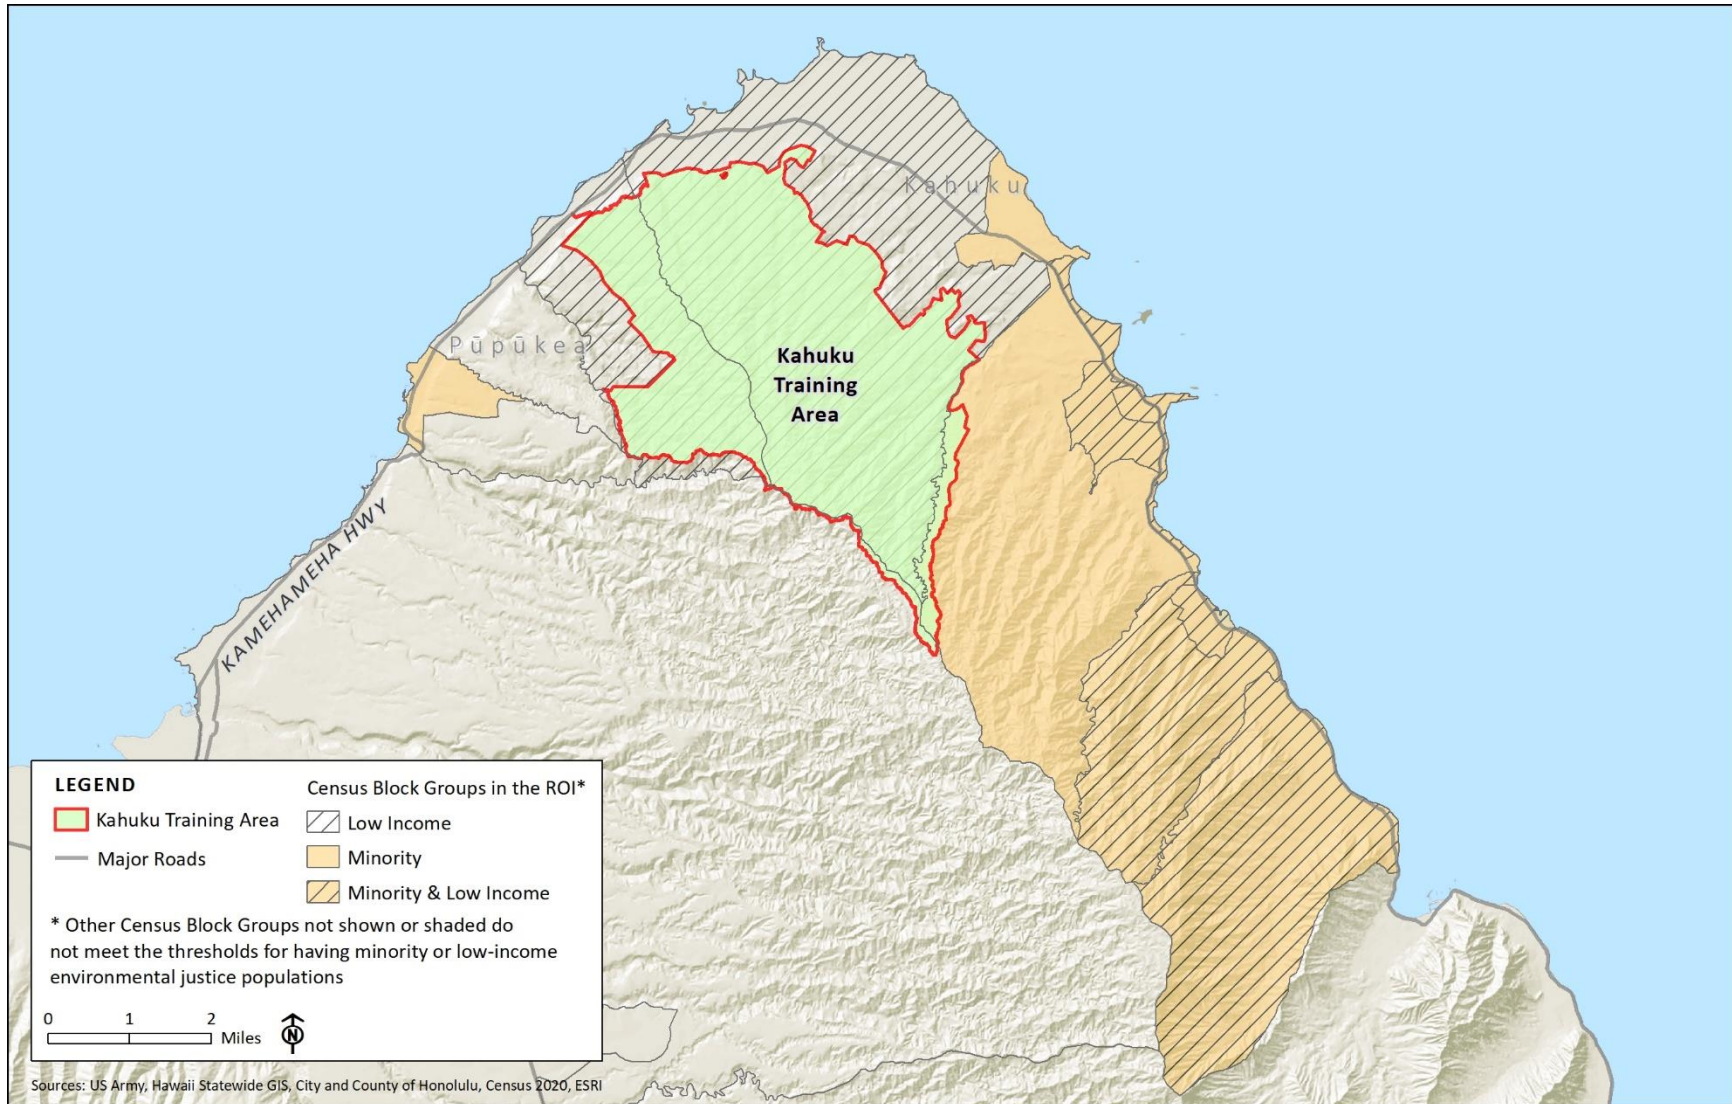 Kahuku
Pūpūkea
Kahuku
Training
Area
KAMEHAMEHA HWY
LEGEND
Kahuku Training Area
Major Roads
Census Block Groups in the ROI*
Low Income
Minority
Minority & Low Income
* Other Census Block Groups not shown or shaded do
not meet the thresholds for having minority or low-income
environmental justice populations
0 1 2
Miles
N
Sources: US Army, Hawaii Statewide GIS, City and County of Honolulu, Census 2020, ESRI